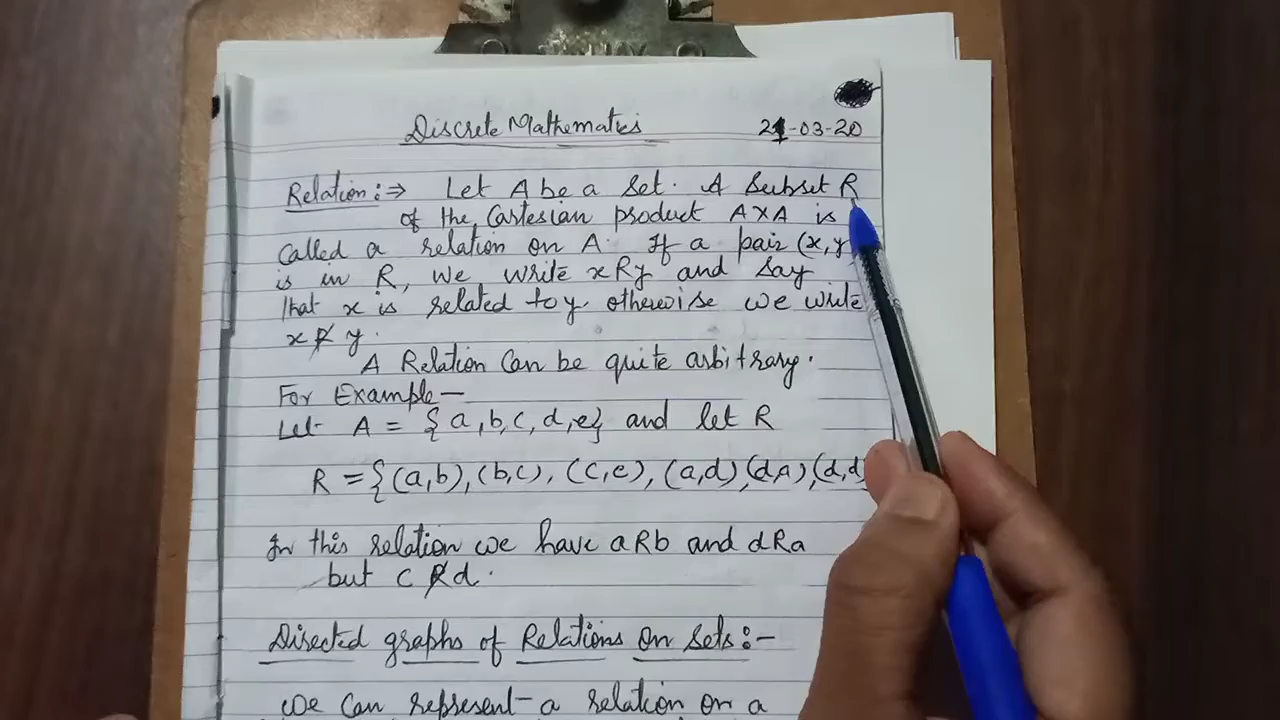 Discrete Mathematics 21-03-20
Relation:⇒ Let A be a Set. A Subset R
of the Cartesian product A×A is
called a relation on A. If a pair (x,y
is in R, we write xRy and say
that x is related to y. otherwise we write
x R̸ y.
A Relation Can be quite arbitrary.
For Example—
Let A = {a,b,c,d,e} and let R
R = {(a,b), (b,c), (c,e), (a,d), (d,A), (d,d)
In this relation we have aRb and dRa
but c R̸ d.
Directed graphs of Relations On Sets:-
We Can represent a relation on a